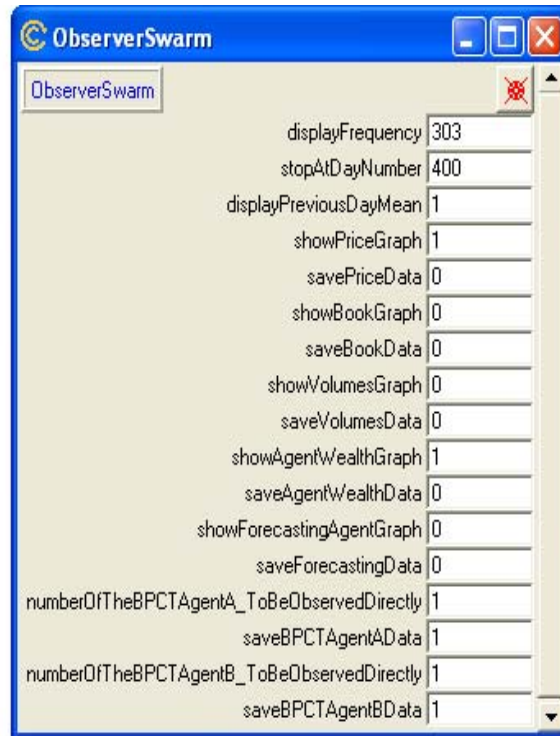 ObserverSwarm
ObserverSwarm
displayFrequency 303
stopAtDayNumber 400
displayPreviousDayMean 1
showPriceGraph 1
savePriceData 0
showBookGraph 0
saveBookData 0
showVolumesGraph 0
saveVolumesData 0
showAgentWealthGraph 1
saveAgentWealthData 0
showForecastingAgentGraph 0
saveForecastingData 0
numberOfTheBPCTAgentA_ToBeObservedDirectly 1
saveBPCTAgentAData 1
numberOfTheBPCTAgentB_ToBeObservedDirectly 1
saveBPCTAgentBData 1